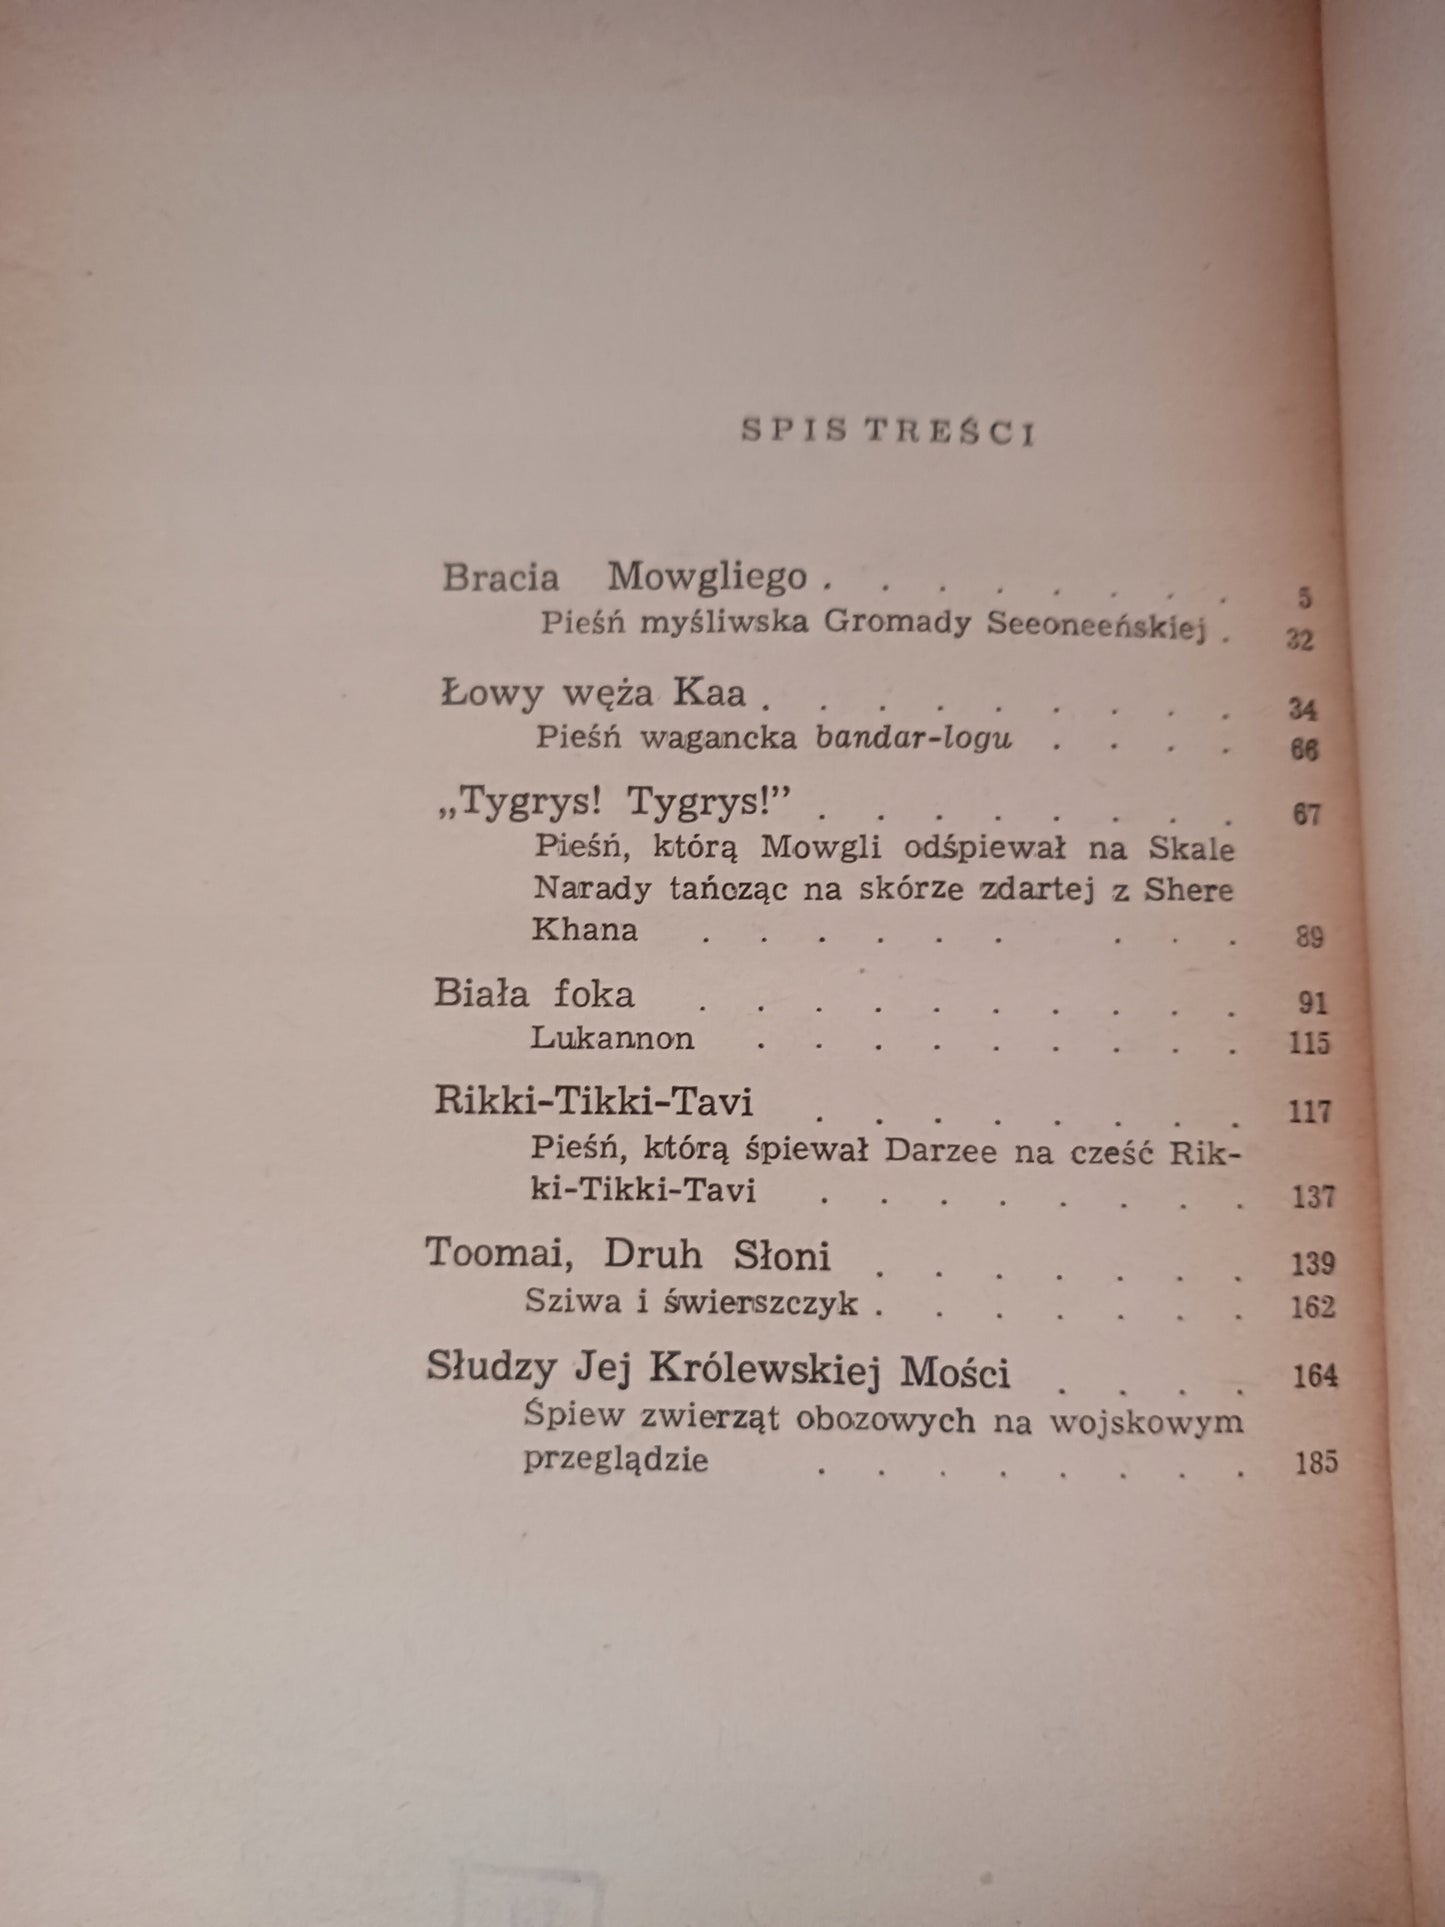 SPIS TREŚCI
Bracia Mowgliego . . . . . . . . 5
Pieśń myśliwska Gromady Seeoneeńskiej . 32
Łowy węża Kaa . . . . . . . . . 34
Pieśń wagancka bandar-logu . . . . 66
„Tygrys! Tygrys!” . . . . . . . . 67
Pieśń, którą Mowgli odśpiewał na Skale
Narady tańcząc na skórze zdartej z Shere
Khana . . . . . . . . . 89
Biała foka . . . . . . . . . . 91
Lukannon . . . . . . . . . 115
Rikki-Tikki-Tavi . . . . . . . . 117
Pieśń, którą śpiewał Darzee na cześć Rik-
ki-Tikki-Tavi . . . . . . . . 137
Toomai, Druh Słoni . . . . . . . 139
Sziwa i świerszczyk . . . . . . . 162
Słudzy Jej Królewskiej Mości . . . . 164
Śpiew zwierząt obozowych na wojskowym
przeglądzie . . . . . . . . 185